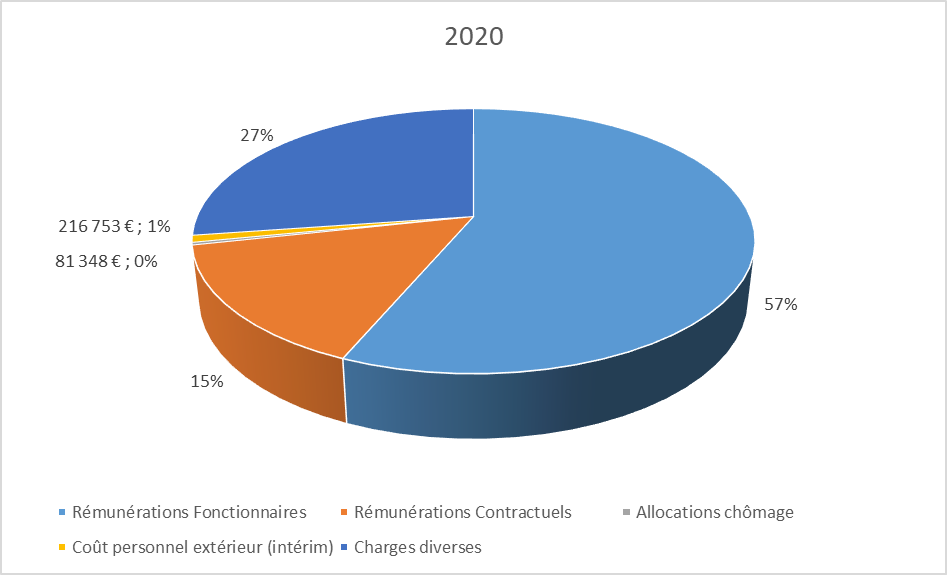 2020
27%
216 753 € ; 1%
81 348 € ; 0%
57%
15%
Rémunérations Fonctionnaires
Rémunérations Contractuels
Allocations chômage
Coût personnel extérieur (intérim)
Charges diverses